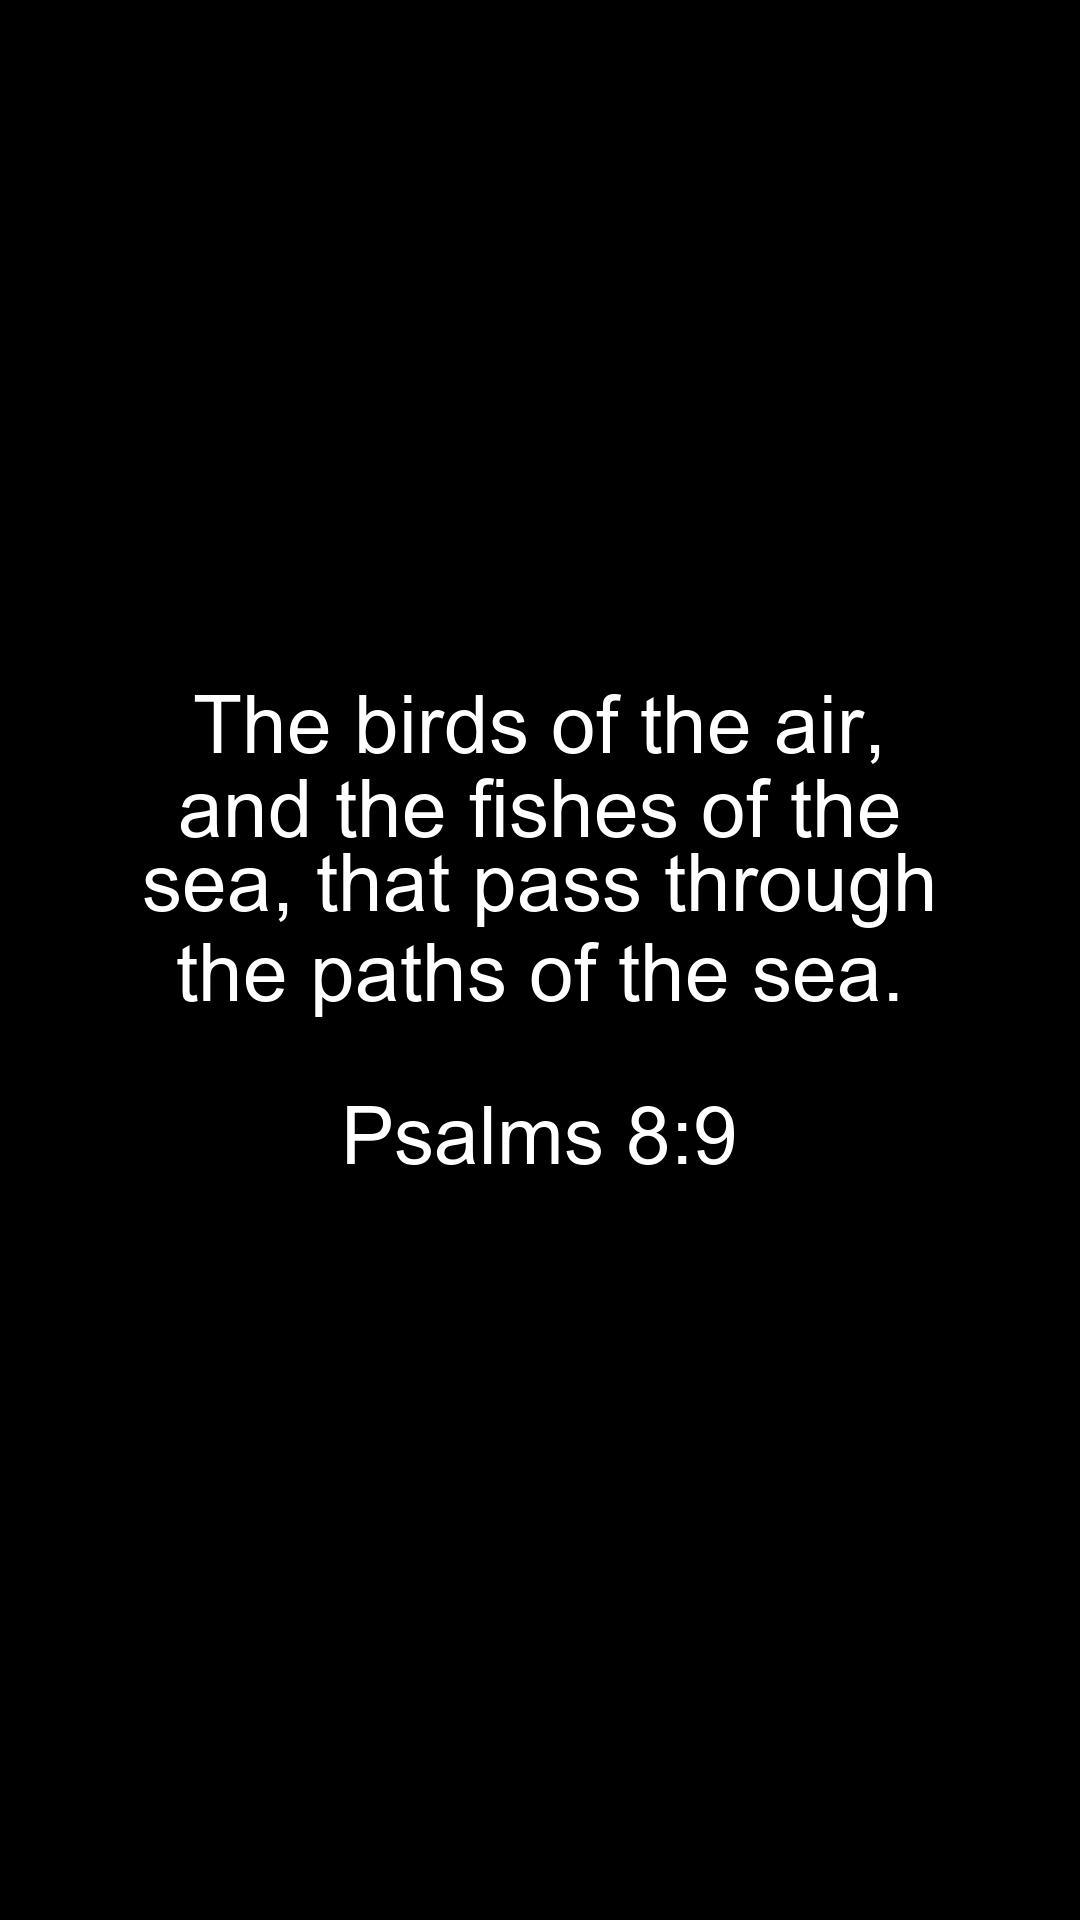 The birds of the air,
and the fishes of the
sea, that pass through
the paths of the sea.
Psalms 8:9